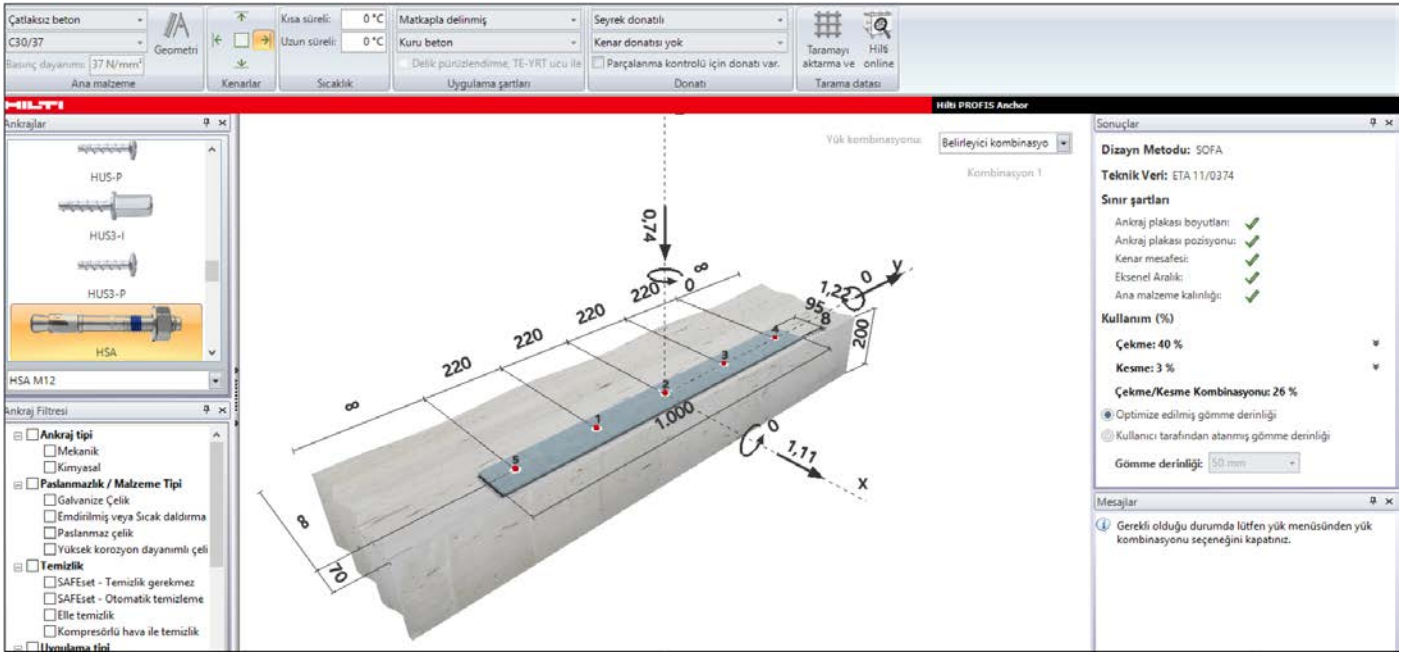 Çatlaksız beton
C30/37
Basınç dayanımı: 37 N/mm²
Geometri
Ana malzeme
Kenarlar
Kısa süreli: 0 °C
Uzun süreli: 0 °C
Sıcaklık
Matkapla delinmiş
Kuru beton
Delik pürüzlendirme, TE-YRT ucu ile
Uygulama şartları
Seyrek donatılı
Kenar donatısı yok
Parçalanma kontrolü için donatı var.
Donatı
Taramayı aktarma ve
Hilti online
Tarama datası
HILTI
Hilti PROFIS Anchor
Ankrajlar
HUS-P
HUS3-I
HUS3-P
HSA
HSA M12
Ankraj Filtresi
Ankraj tipi
Mekanik
Kimyasal
Paslanmazlık / Malzeme Tipi
Galvanize Çelik
Emdirilmiş veya Sıcak daldırma
Paslanmaz çelik
Yüksek korozyon dayanımlı çeli
Temizlik
SAFEset - Temizlik gerekmez
SAFEset - Otomatik temizleme
Elle temizlik
Kompresörlü hava ile temizlik
Uygulama tipi
Yük kombinasyonu:
Belirleyici kombinasyo
Kombinasyon 1
0,74
0
∞
220
220
220
220
∞
1,22
0
y
95
8
200
4
3
2
1
5
1.000
0
1,11
x
8
70
Sonuçlar
Dizayn Metodu: SOFA
Teknik Veri: ETA 11/0374
Sınır şartları
Ankraj plakası boyutları:
Ankraj plakası pozisyonu:
Kenar mesafesi:
Eksenel Aralık:
Ana malzeme kalınlığı:
Kullanım (%)
Çekme: 40 %
Kesme: 3 %
Çekme/Kesme Kombinasyonu: 26 %
Optimize edilmiş gömme derinliği
Kullanıcı tarafından atanmış gömme derinliği
Gömme derinliği: 50 mm
Mesajlar
Gerekli olduğu durumda lütfen yük menüsünden yük
kombinasyonu seçeneğini kapatınız.